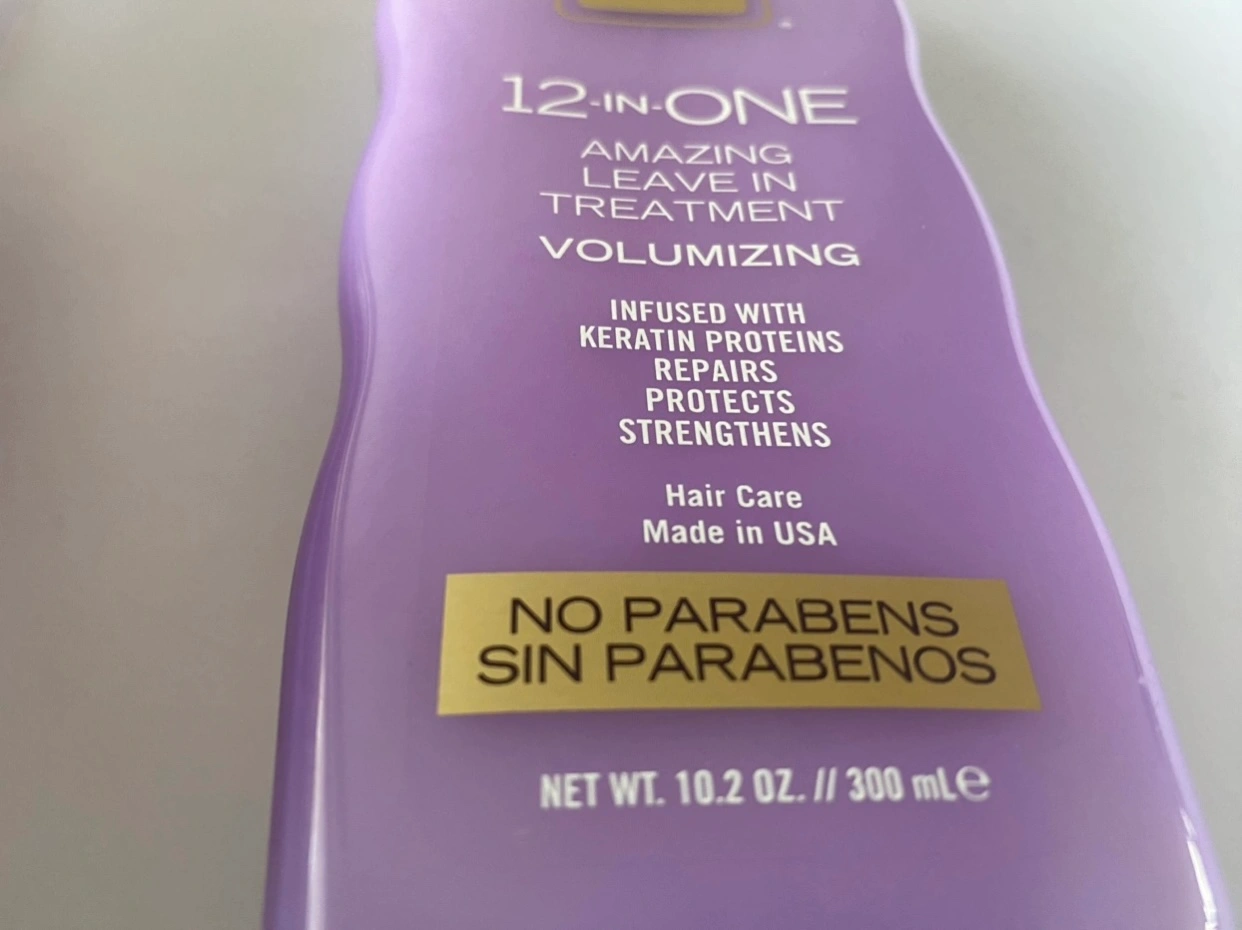 12-IN-ONE
AMAZING
LEAVE IN
TREATMENT
VOLUMIZING
INFUSED WITH
KERATIN PROTEINS
REPAIRS
PROTECTS
STRENGTHENS
Hair Care
Made in USA
NO PARABENS
SIN PARABENOS
NET WT. 10.2 OZ. // 300 mL℮